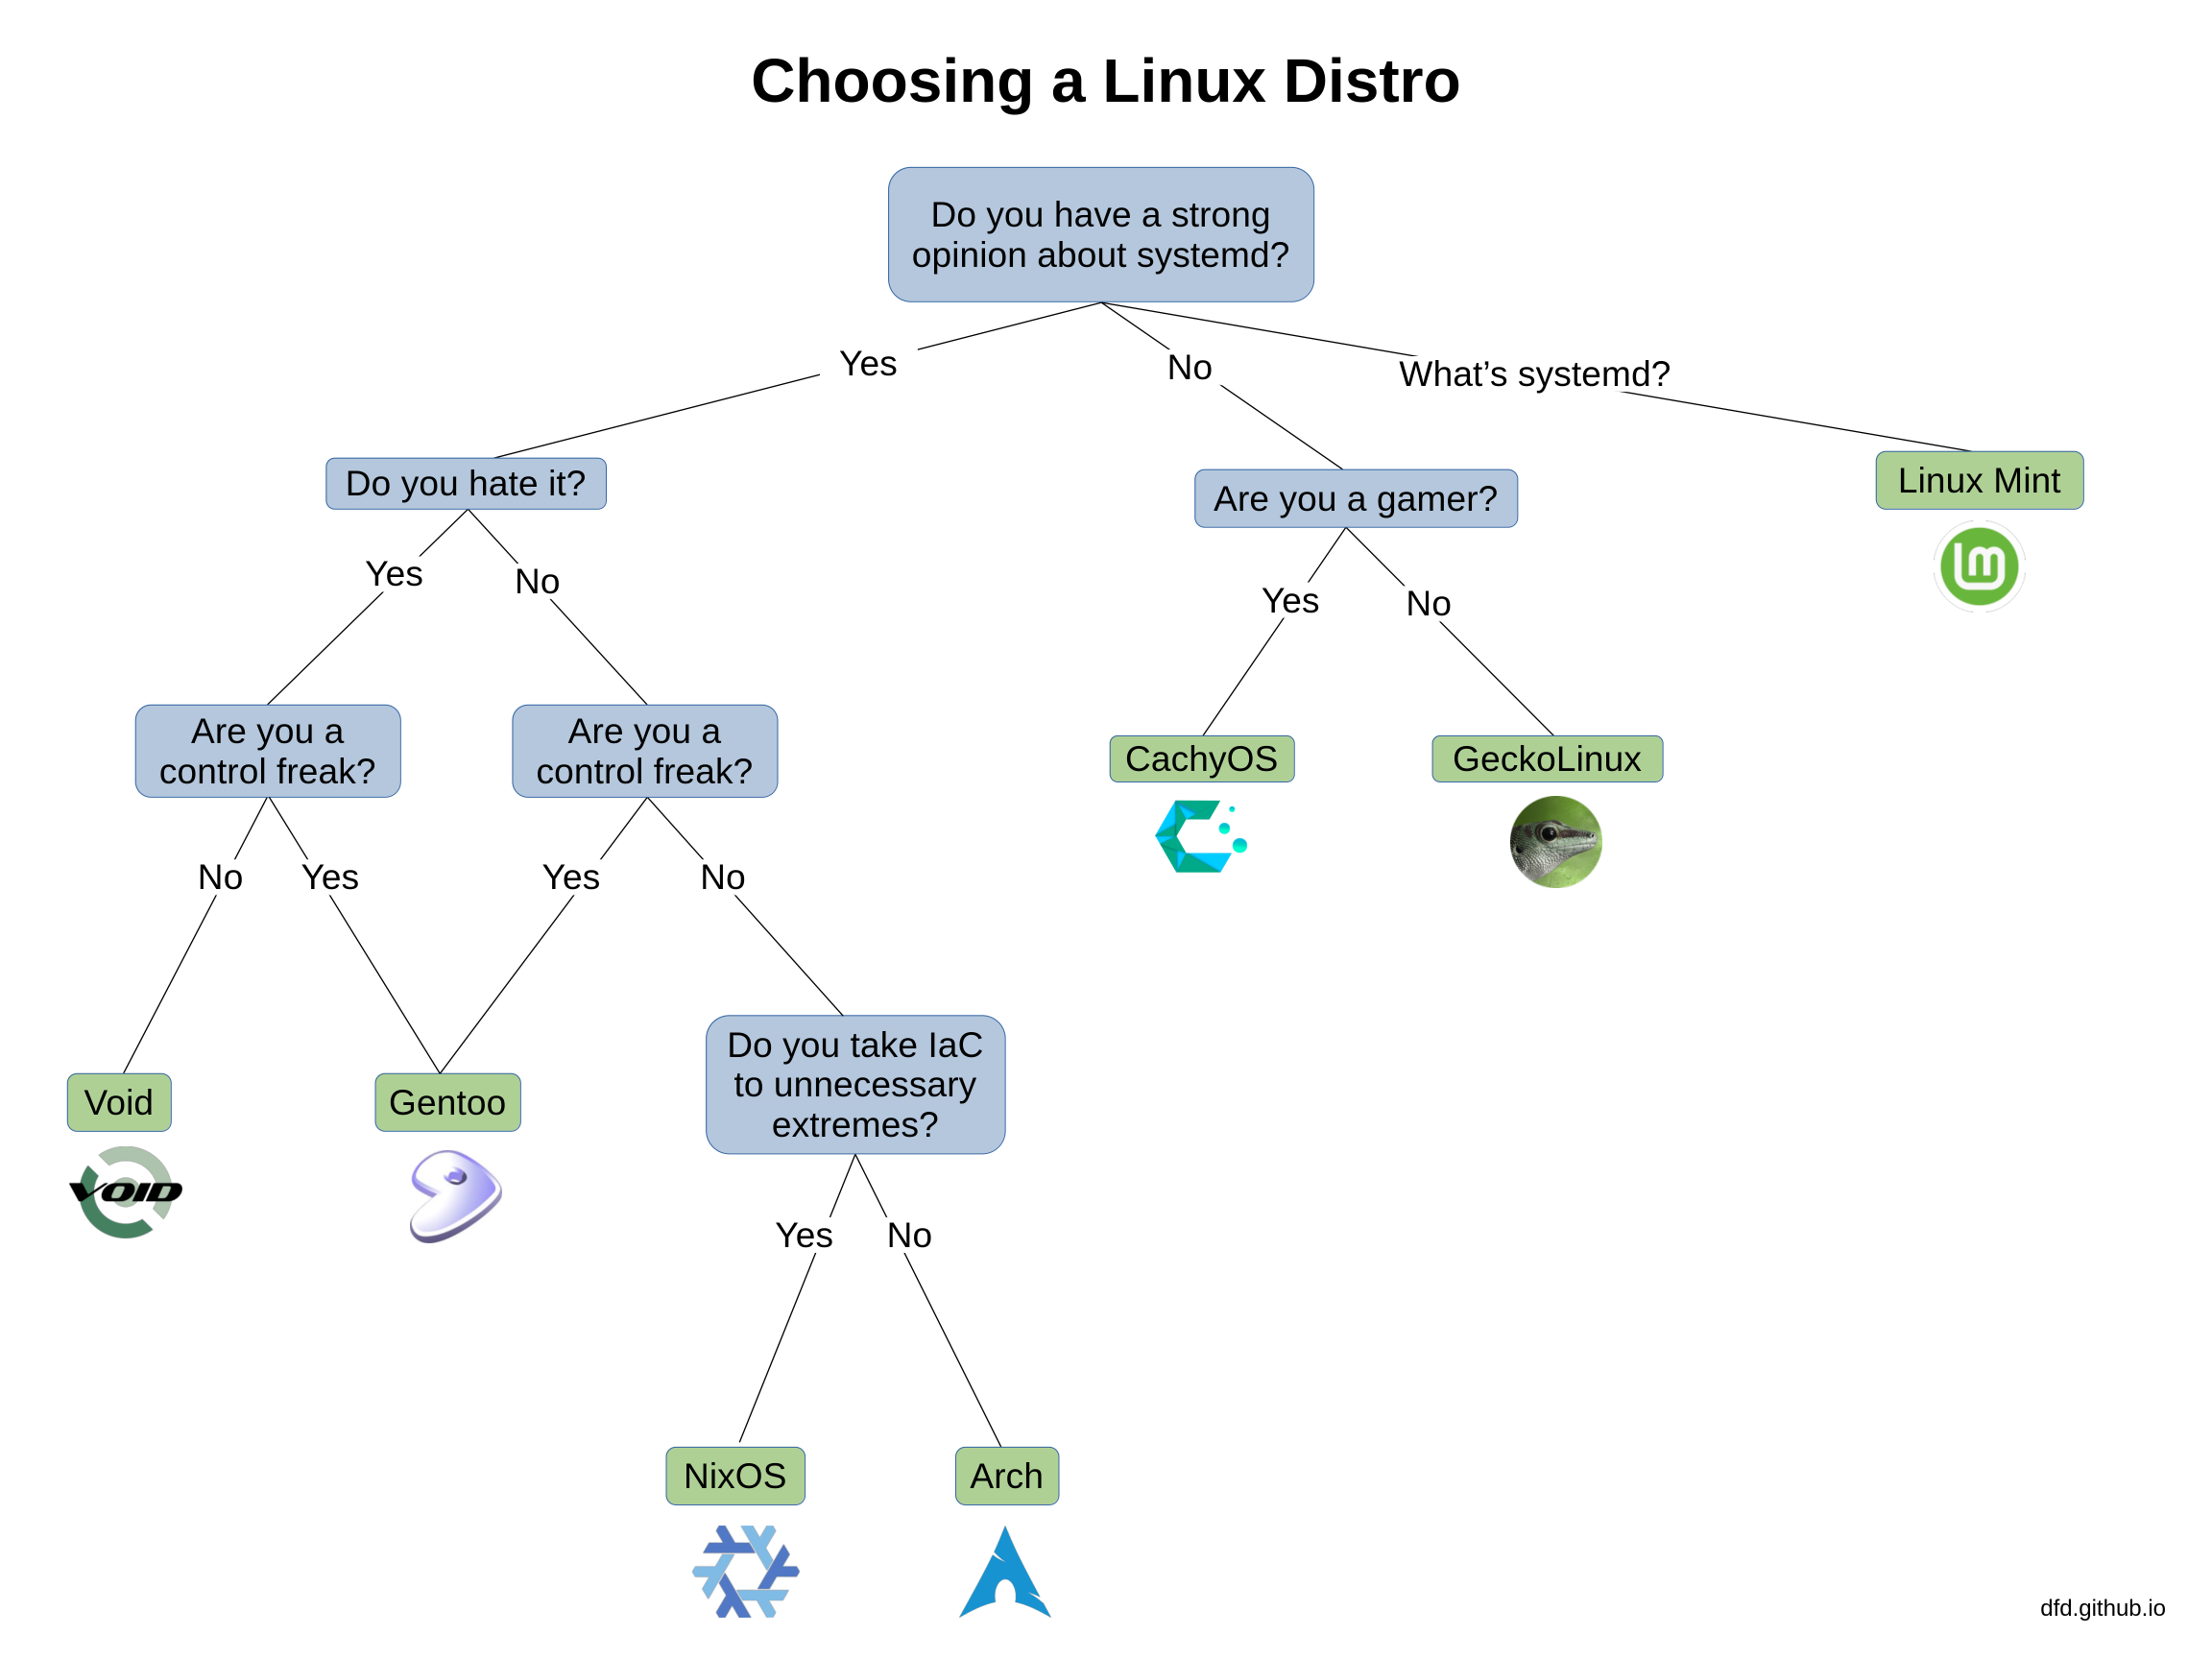 Choosing a Linux Distro
Do you have a strong
opinion about systemd?
Yes
No
What’s systemd?
Do you hate it?
Are you a gamer?
Linux Mint
Yes
No
Yes
No
Are you a
control freak?
Are you a
control freak?
CachyOS
GeckoLinux
No
Yes
Yes
No
Do you take IaC
to unnecessary
extremes?
Void
Gentoo
VOID
Yes
No
NixOS
Arch
dfd.github.io